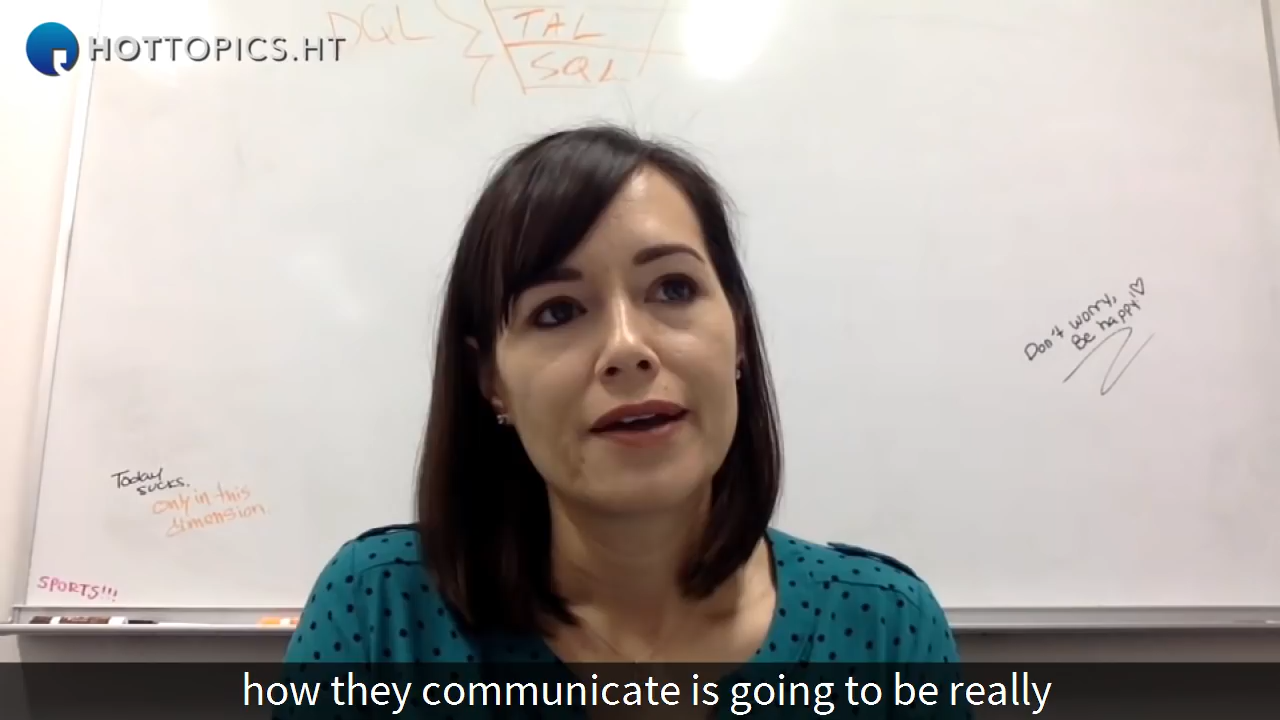 HOTTOPICS.HT
DQL
TAL
SQL
Don't worry,
Be happy!♡
Today
sucks.
only in this
dimension
SPORTS!!!
how they communicate is going to be really